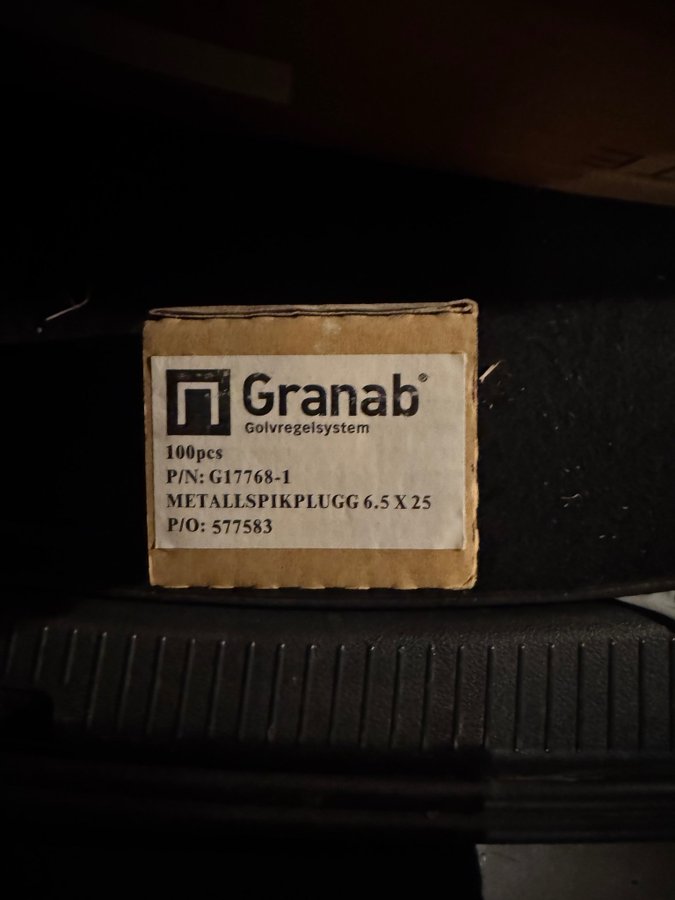 Granab®
Golvregelsystem
100pcs
P/N: G17768-1
METALLSPIKPLUGG 6.5 X 25
P/O: 577583